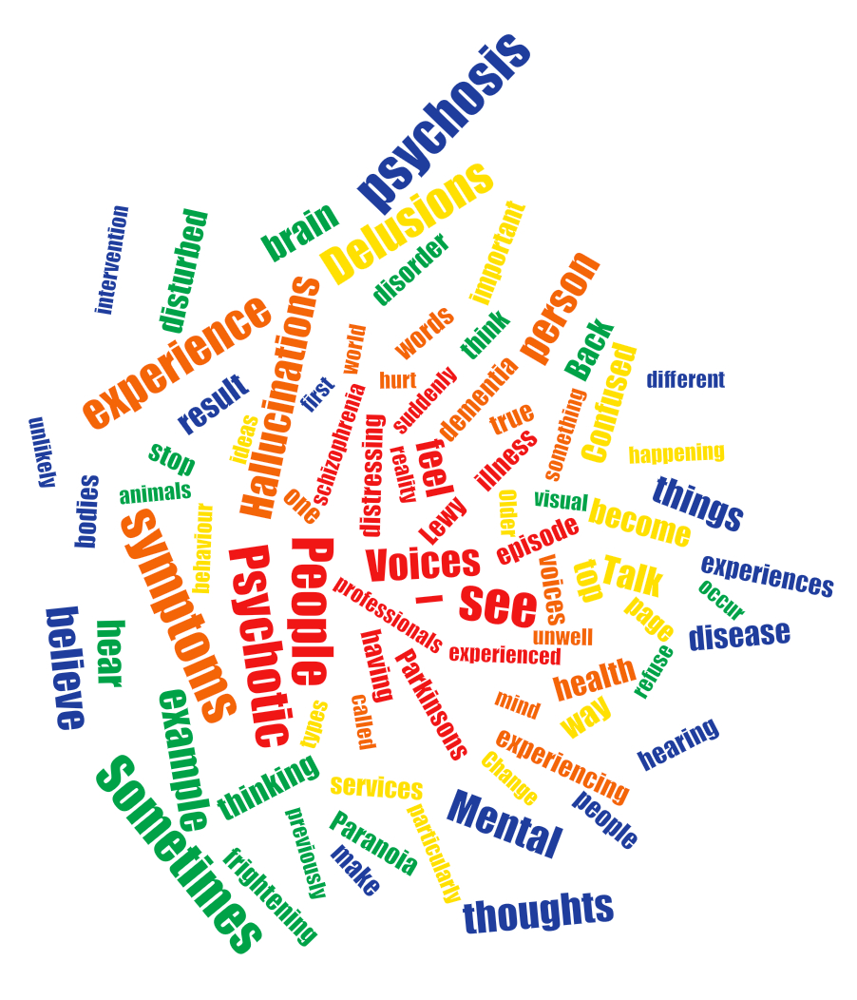 psychosis
Delusions
brain
disorder
important
intervention
disturbed
experience
Hallucinations
person
words
think
world
Back
Confused
different
result
first
hurt
suddenly
dementia
true
something
schizophrenia
ideas
distressing
reality
feel
illness
happening
unlikely
stop
animals
bodies
one
Lewy
Older
visual
become
things
behaviour
symptoms
Psychotic
People
Voices
episode
voices
top
Talk
experiences
occur
page
disease
–
see
professionals
unwell
experienced
refuse
believe
hear
having
Parkinsons
health
way
mind
called
types
example
experiencing
hearing
Change
people
Sometimes
thinking
services
particularly
Mental
previously
Paranoia
make
frightening
thoughts